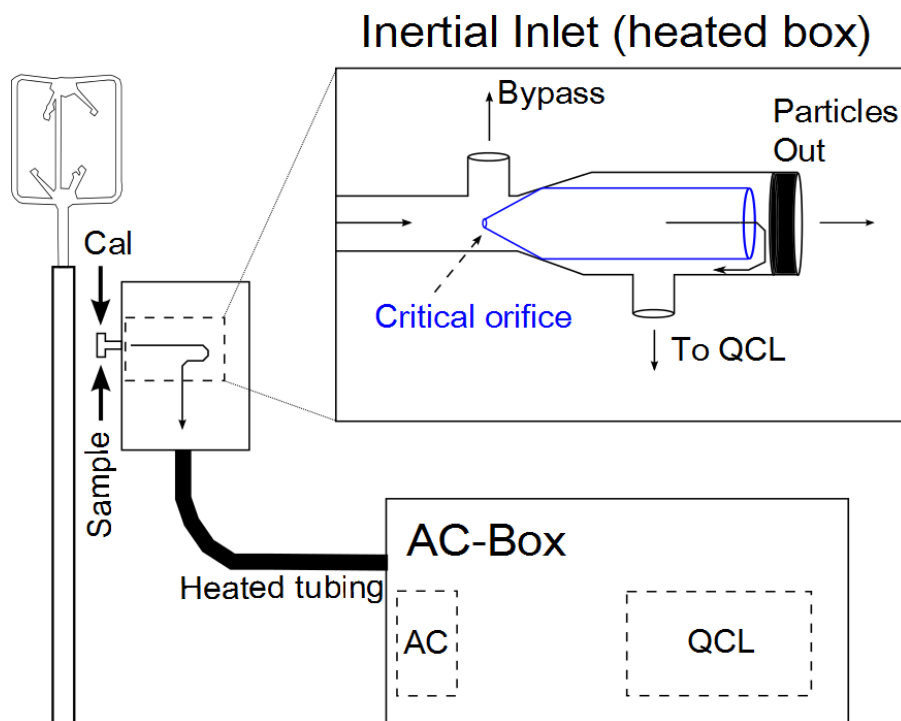 Inertial Inlet (heated box)
Bypass
Particles
Out
Cal
Critical orifice
To QCL
Sample
AC-Box
Heated tubing
AC
QCL